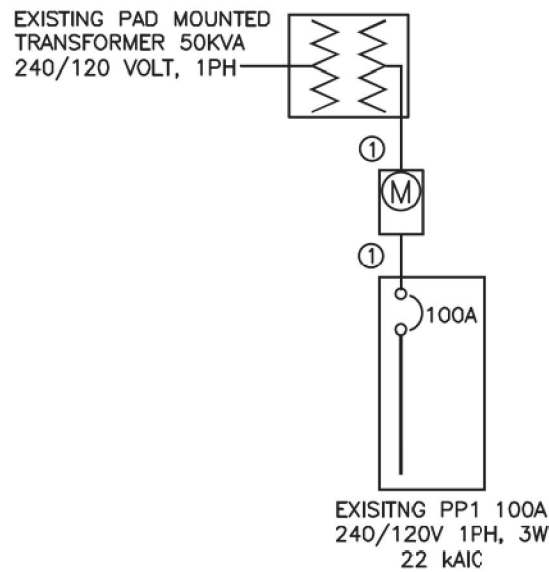 EXISTING PAD MOUNTED
TRANSFORMER 50KVA
240/120 VOLT, 1PH
1
M
1
100A
EXISITNG PP1 100A
240/120V 1PH, 3W
22 kAIC